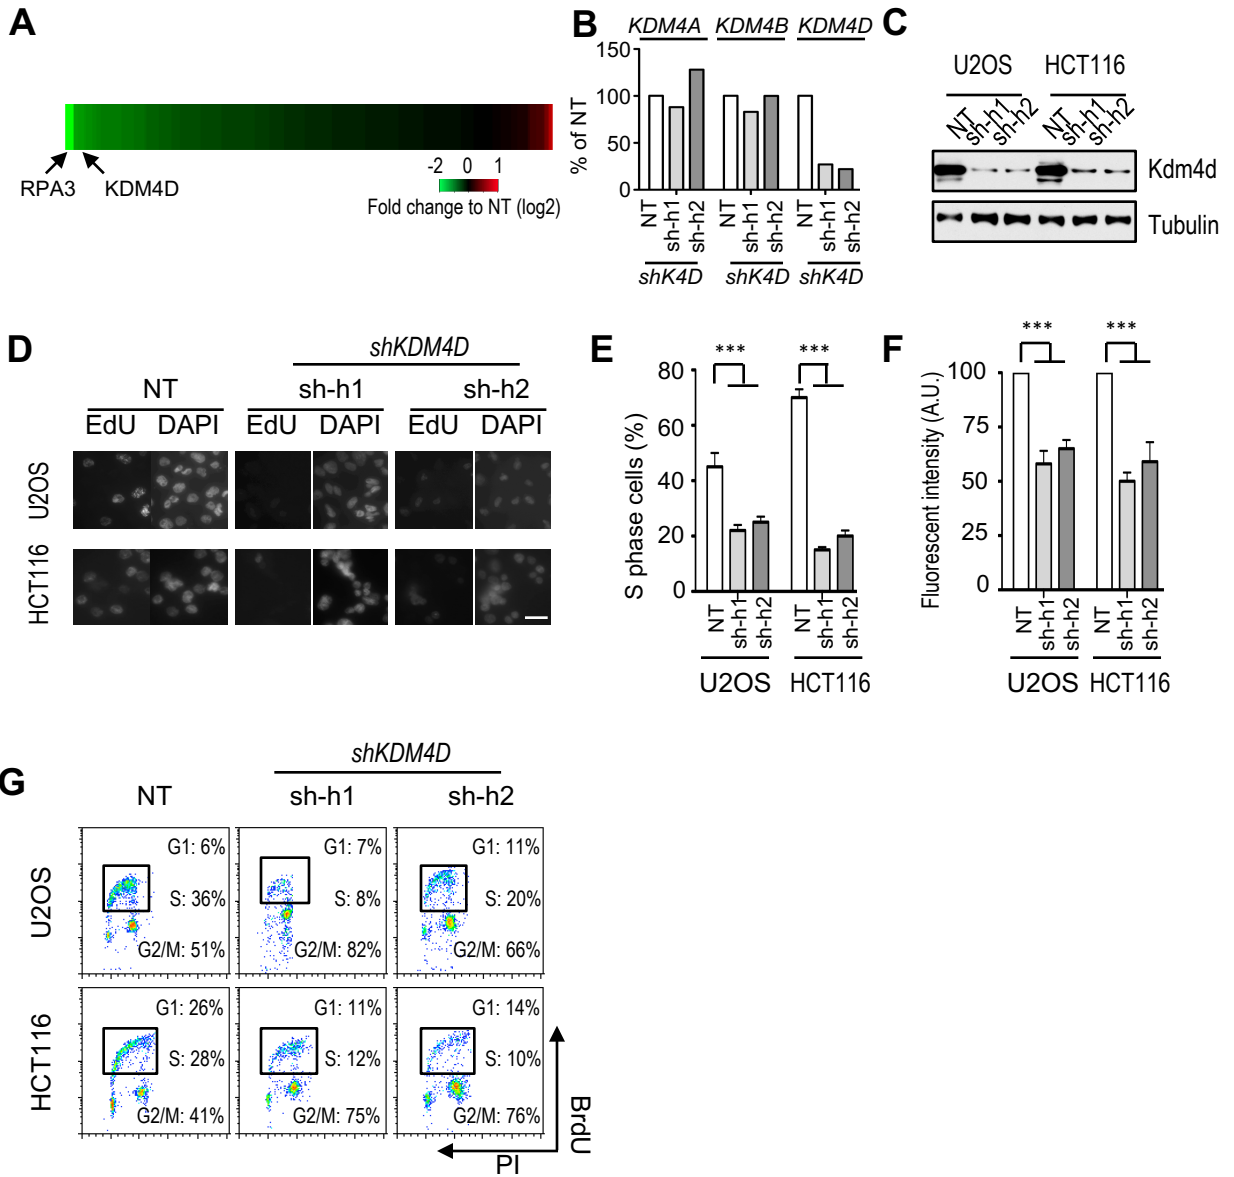 A
RPA3
KDM4D
-2 0 1
Fold change to NT (log2)
B
KDM4A KDM4B KDM4D
% of NT
150
100
50
0
NT sh-h1 sh-h2 NT sh-h1 sh-h2 NT sh-h1 sh-h2
shK4D shK4D shK4D
C
U2OS HCT116
NT sh-h1 sh-h2 NT sh-h1 sh-h2
Kdm4d
Tubulin
D
shKDM4D
NT sh-h1 sh-h2
EdU DAPI EdU DAPI EdU DAPI
U2OS
HCT116
E
*** ***
S phase cells (%)
80
60
40
20
0
NT sh-h1 sh-h2 NT sh-h1 sh-h2
U2OS HCT116
F
*** ***
Fluorescent intensity (A.U.)
100
75
50
25
0
NT sh-h1 sh-h2 NT sh-h1 sh-h2
U2OS HCT116
G
shKDM4D
NT sh-h1 sh-h2
U2OS
G1: 6% G1: 7% G1: 11%
S: 36% S: 8% S: 20%
G2/M: 51% G2/M: 82% G2/M: 66%
HCT116
G1: 26% G1: 11% G1: 14%
S: 28% S: 12% S: 10%
G2/M: 41% G2/M: 75% G2/M: 76%
BrdU
PI